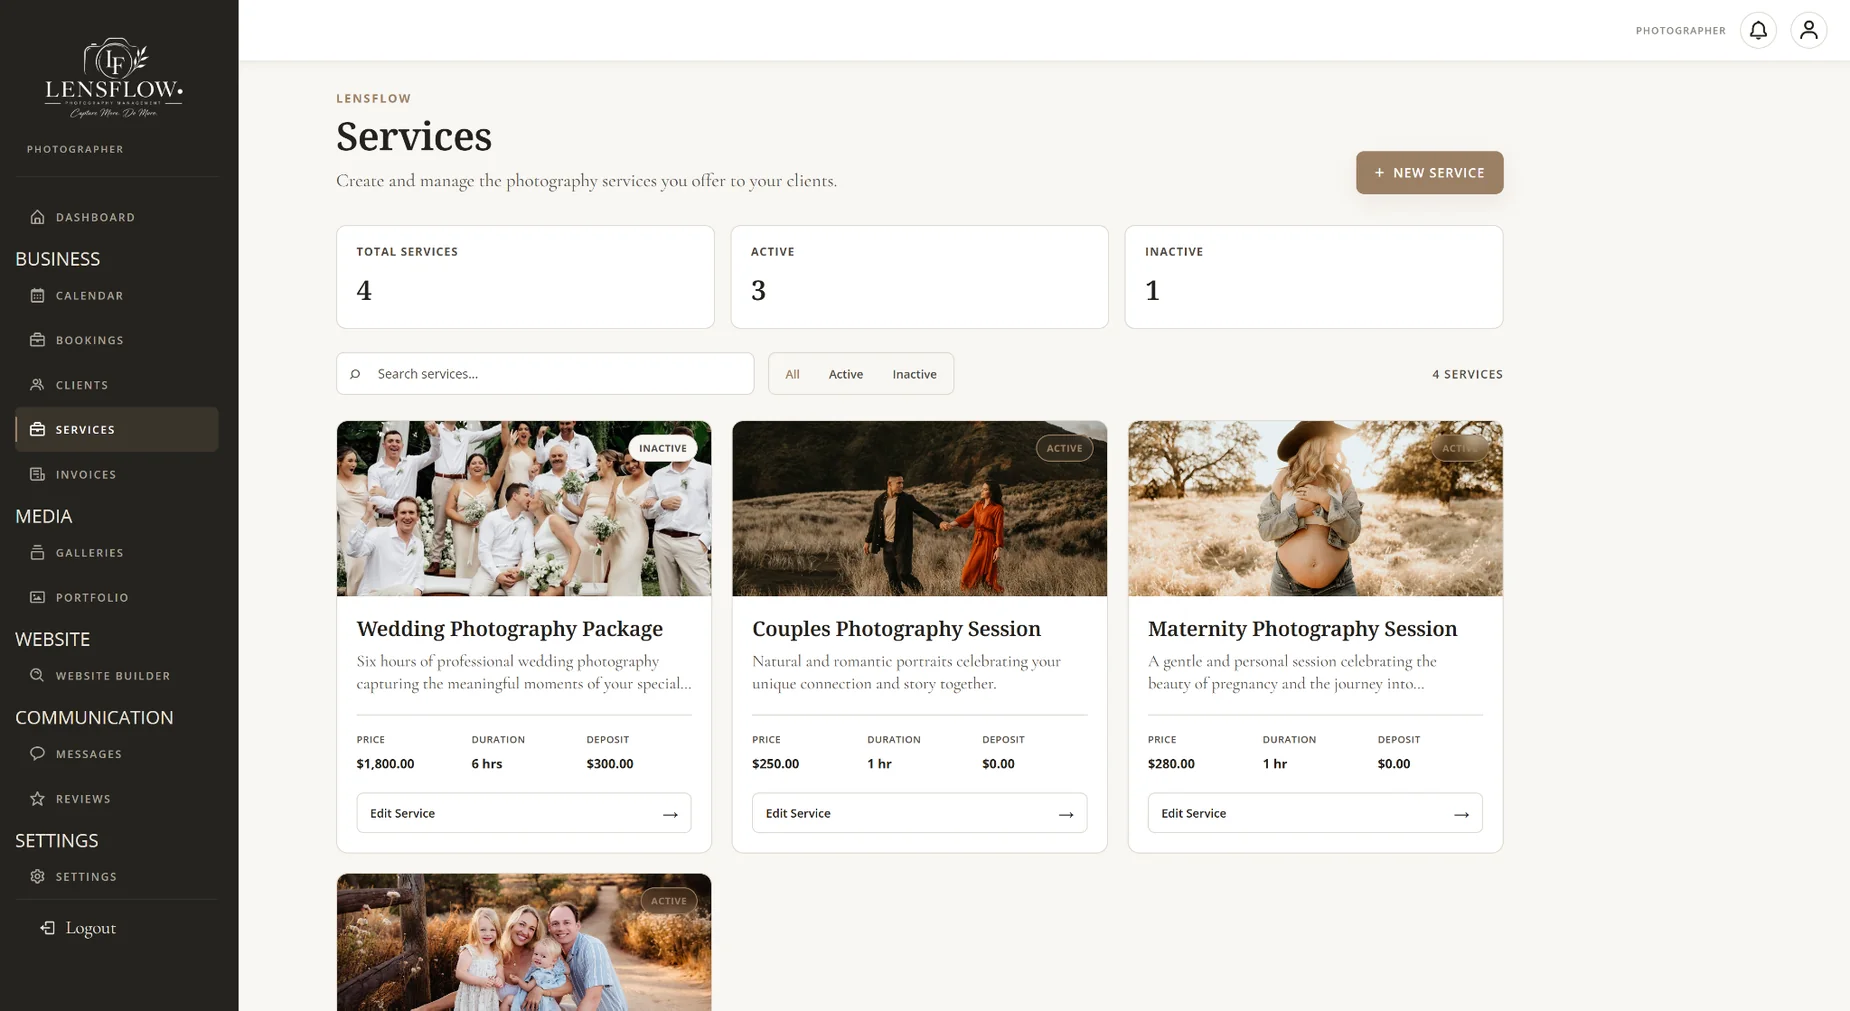 LF
LENSFLOW
PHOTOGRAPHY MANAGEMENT
Capture More. Do More.
PHOTOGRAPHER
DASHBOARD
BUSINESS
CALENDAR
BOOKINGS
CLIENTS
SERVICES
INVOICES
MEDIA
GALLERIES
PORTFOLIO
WEBSITE
WEBSITE BUILDER
COMMUNICATION
MESSAGES
REVIEWS
SETTINGS
SETTINGS
Logout
PHOTOGRAPHER
LENSFLOW
Services
Create and manage the photography services you offer to your clients.
+ NEW SERVICE
TOTAL SERVICES
4
ACTIVE
3
INACTIVE
1
Search services...
All Active Inactive
4 SERVICES
INACTIVE
Wedding Photography Package
Six hours of professional wedding photography
capturing the meaningful moments of your special...
PRICE DURATION DEPOSIT
$1,800.00 6 hrs $300.00
Edit Service →
ACTIVE
Couples Photography Session
Natural and romantic portraits celebrating your
unique connection and story together.
PRICE DURATION DEPOSIT
$250.00 1 hr $0.00
Edit Service →
ACTIVE
Maternity Photography Session
A gentle and personal session celebrating the
beauty of pregnancy and the journey into...
PRICE DURATION DEPOSIT
$280.00 1 hr $0.00
Edit Service →
ACTIVE